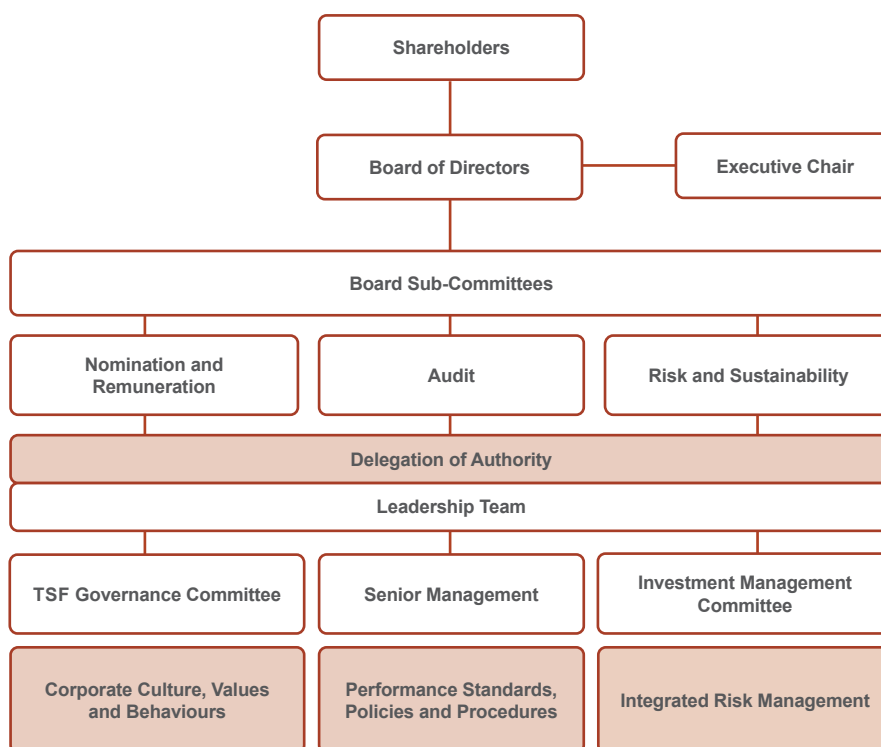 Shareholders
Board of Directors
Executive Chair
Board Sub-Committees
Nomination and
Remuneration
Audit
Risk and Sustainability
Delegation of Authority
Leadership Team
TSF Governance Committee
Senior Management
Investment Management
Committee
Corporate Culture, Values
and Behaviours
Performance Standards,
Policies and Procedures
Integrated Risk Management